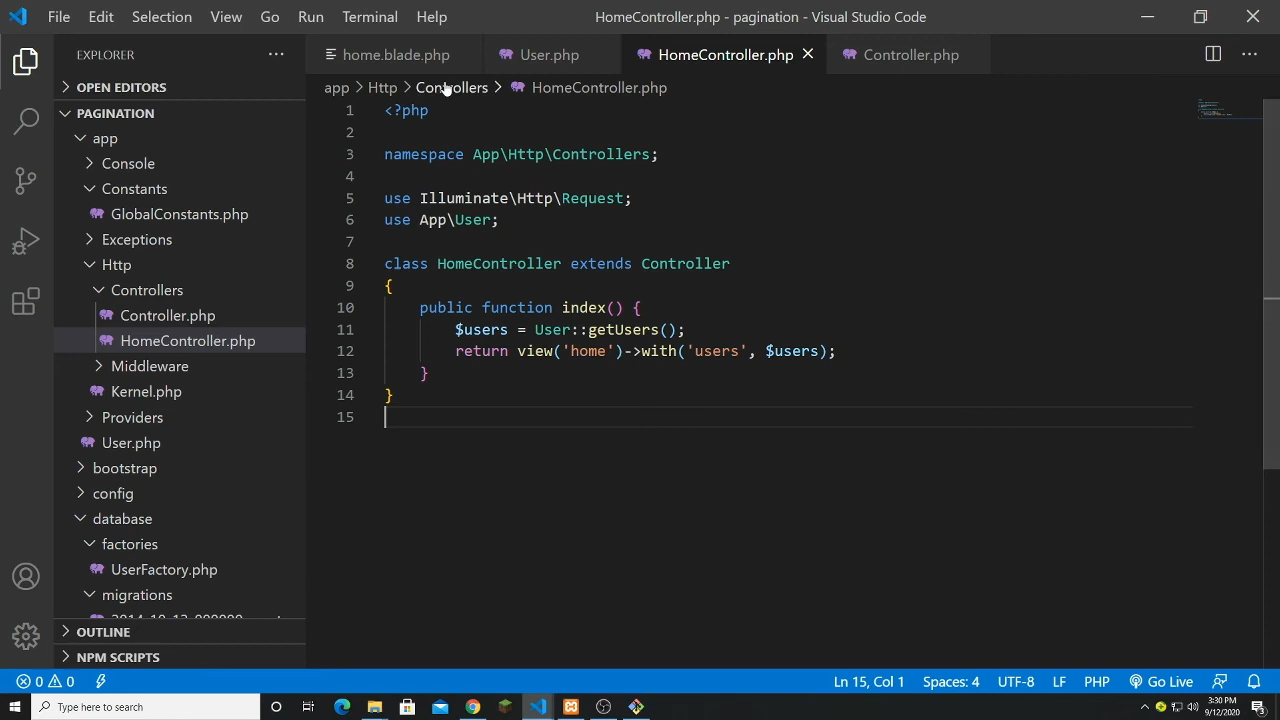 File Edit Selection View Go Run Terminal Help
HomeController.php - pagination - Visual Studio Code
EXPLORER
home.blade.php
User.php
HomeController.php
Controller.php
app > Http > Controllers > HomeController.php
OPEN EDITORS
PAGINATION
app
Console
Constants
GlobalConstants.php
Exceptions
Http
Controllers
Controller.php
HomeController.php
Middleware
Kernel.php
Providers
User.php
bootstrap
config
database
factories
UserFactory.php
migrations
OUTLINE
NPM SCRIPTS
1 <?php
2
3 namespace App\Http\Controllers;
4
5 use Illuminate\Http\Request;
6 use App\User;
7
8 class HomeController extends Controller
9 {
10 public function index() {
11 $users = User::getUsers();
12 return view('home')->with('users', $users);
13 }
14 }
15
0 0
Ln 15, Col 1 Spaces: 4 UTF-8 LF PHP Go Live
Type here to search
3:30 PM
9/12/2020